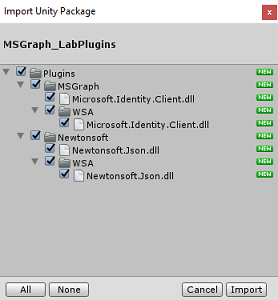 Import Unity Package
x
MSGraph_LabPlugins
Plugins NEW
MSGraph NEW
Microsoft.Identity.Client.dll NEW
WSA NEW
Microsoft.Identity.Client.dll NEW
Newtonsoft NEW
Newtonsoft.Json.dll NEW
WSA NEW
Newtonsoft.Json.dll NEW
All None Cancel Import